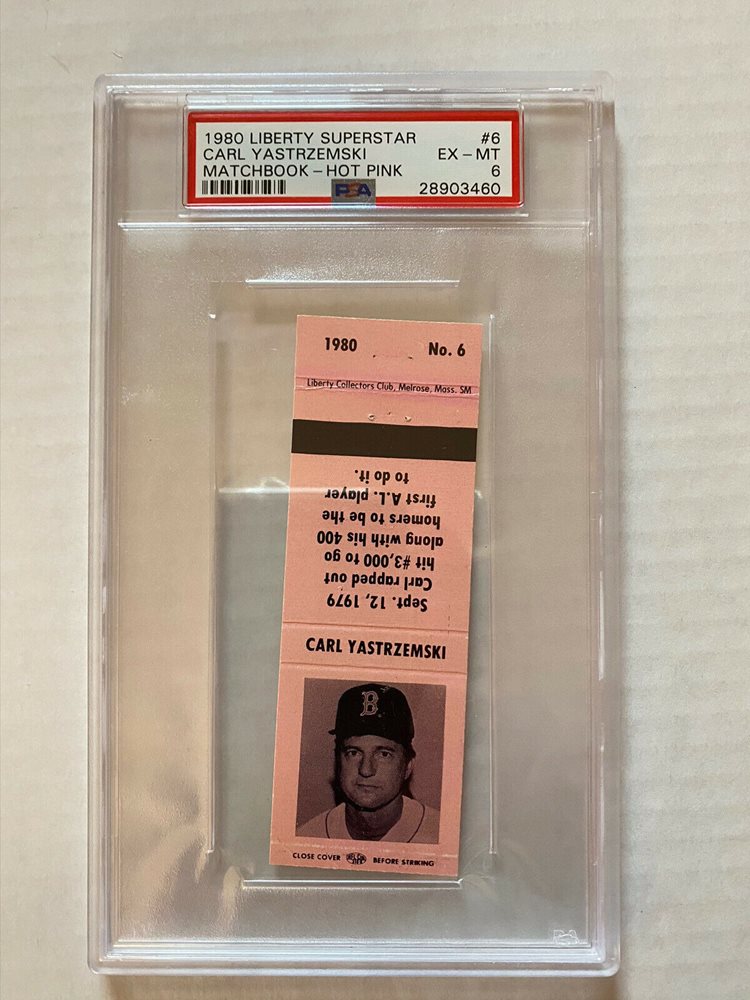 1980 LIBERTY SUPERSTAR #6
CARL YASTRZEMSKI EX – MT
MATCHBOOK – HOT PINK 6
PSA 28903460
1980 No. 6
Liberty Collectors Club, Melrose, Mass. SM
Sept. 12, 1979
Carl rapped out
hit #3,000 to go
along with his 400
homers to be the
first A.L. player
to do it.
CARL YASTRZEMSKI
B
CLOSE COVER BEFORE STRIKING
PSA